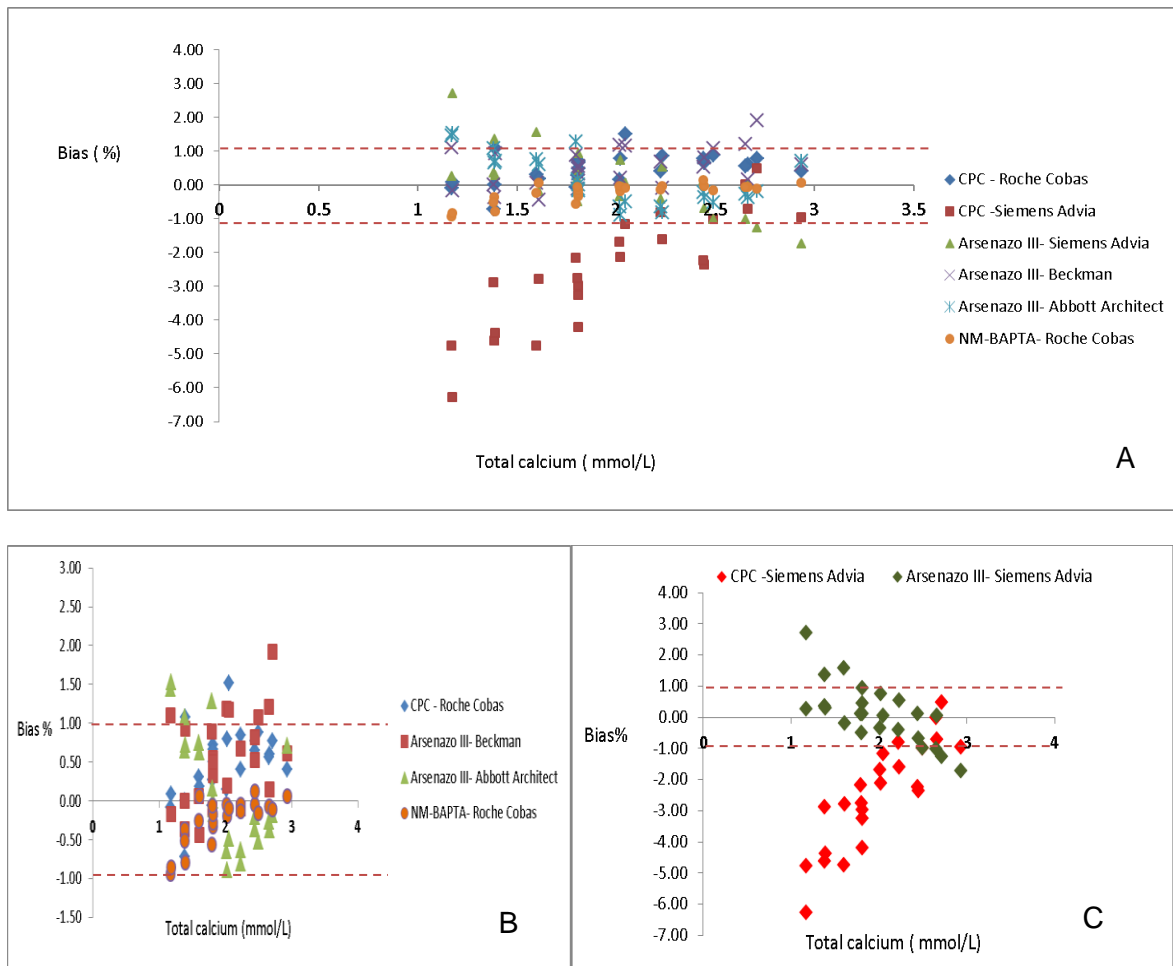 4.00
3.00
2.00
1.00
0.00
-1.00
-2.00
-3.00
-4.00
-5.00
-6.00
-7.00
Bias ( %)
0 0.5 1 1.5 2 2.5 3 3.5
Total calcium ( mmol/L)
CPC - Roche Cobas
CPC -Siemens Advia
Arsenazo III- Siemens Advia
Arsenazo III- Beckman
Arsenazo III- Abbott Architect
NM-BAPTA- Roche Cobas
A
3.00
2.50
2.00
1.50
1.00
0.50
0.00
-0.50
-1.00
-1.50
Bias %
0 1 2 3 4
Total calcium (mmol/L)
CPC - Roche Cobas
Arsenazo III- Beckman
Arsenazo III- Abbott Architect
NM-BAPTA- Roche Cobas
B
CPC -Siemens Advia Arsenazo III- Siemens Advia
4.00
3.00
2.00
1.00
0.00
-1.00
-2.00
-3.00
-4.00
-5.00
-6.00
-7.00
Bias%
0 1 2 3 4
Total calcium ( mmol/L)
C